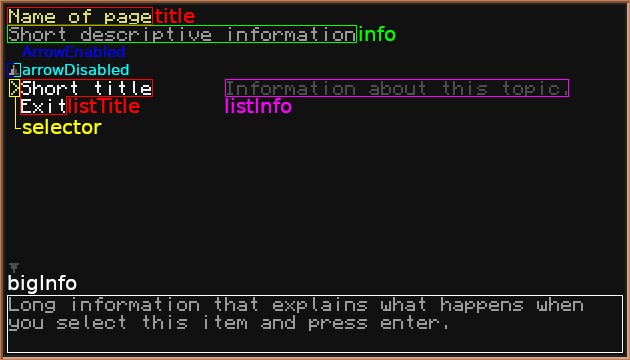 Name of page title
Short descriptive information info
ArrowEnabled
arrowDisabled
>Short title Information about this topic.
Exit listTitle listInfo
selector
bigInfo
Long information that explains what happens when
you select this item and press enter.